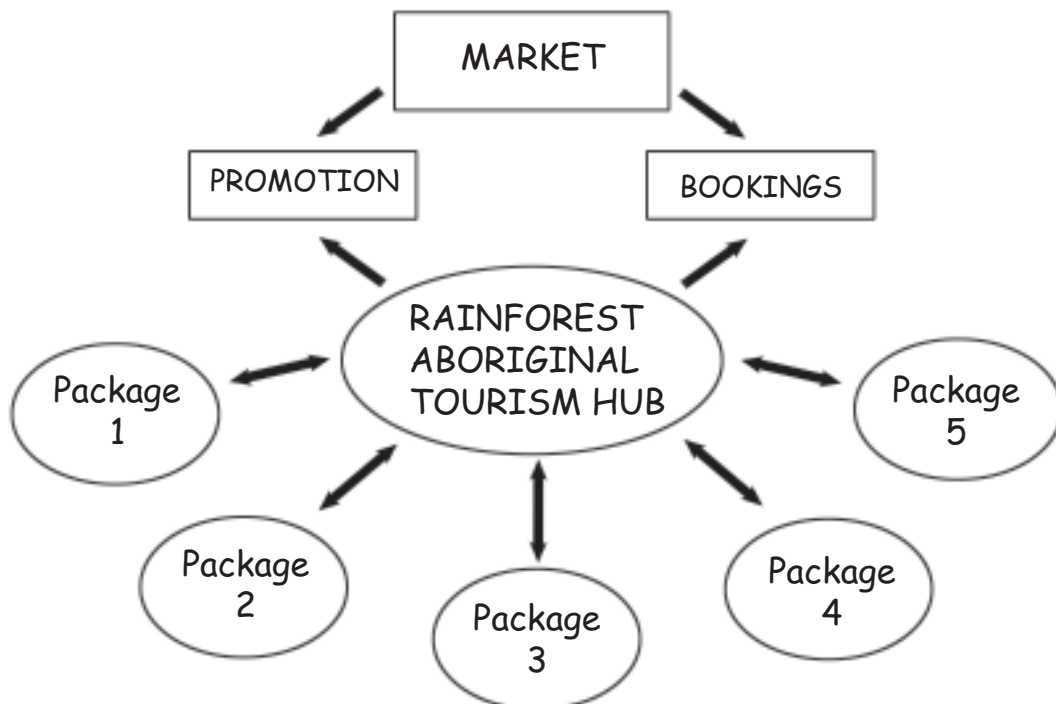 MARKET
PROMOTION
BOOKINGS
RAINFOREST
ABORIGINAL
TOURISM HUB
Package
1
Package
2
Package
3
Package
4
Package
5